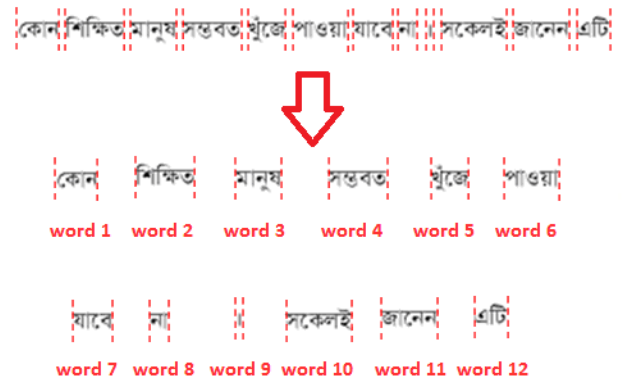 কোন শিক্ষিত মানুষ সম্ভবত খুঁজে পাওয়া যাবে না । সকেলই জানেন এটি
কোন শিক্ষিত মানুষ সম্ভবত খুঁজে পাওয়া
word 1 word 2 word 3 word 4 word 5 word 6
যাবে না । সকেলই জানেন এটি
word 7 word 8 word 9 word 10 word 11 word 12